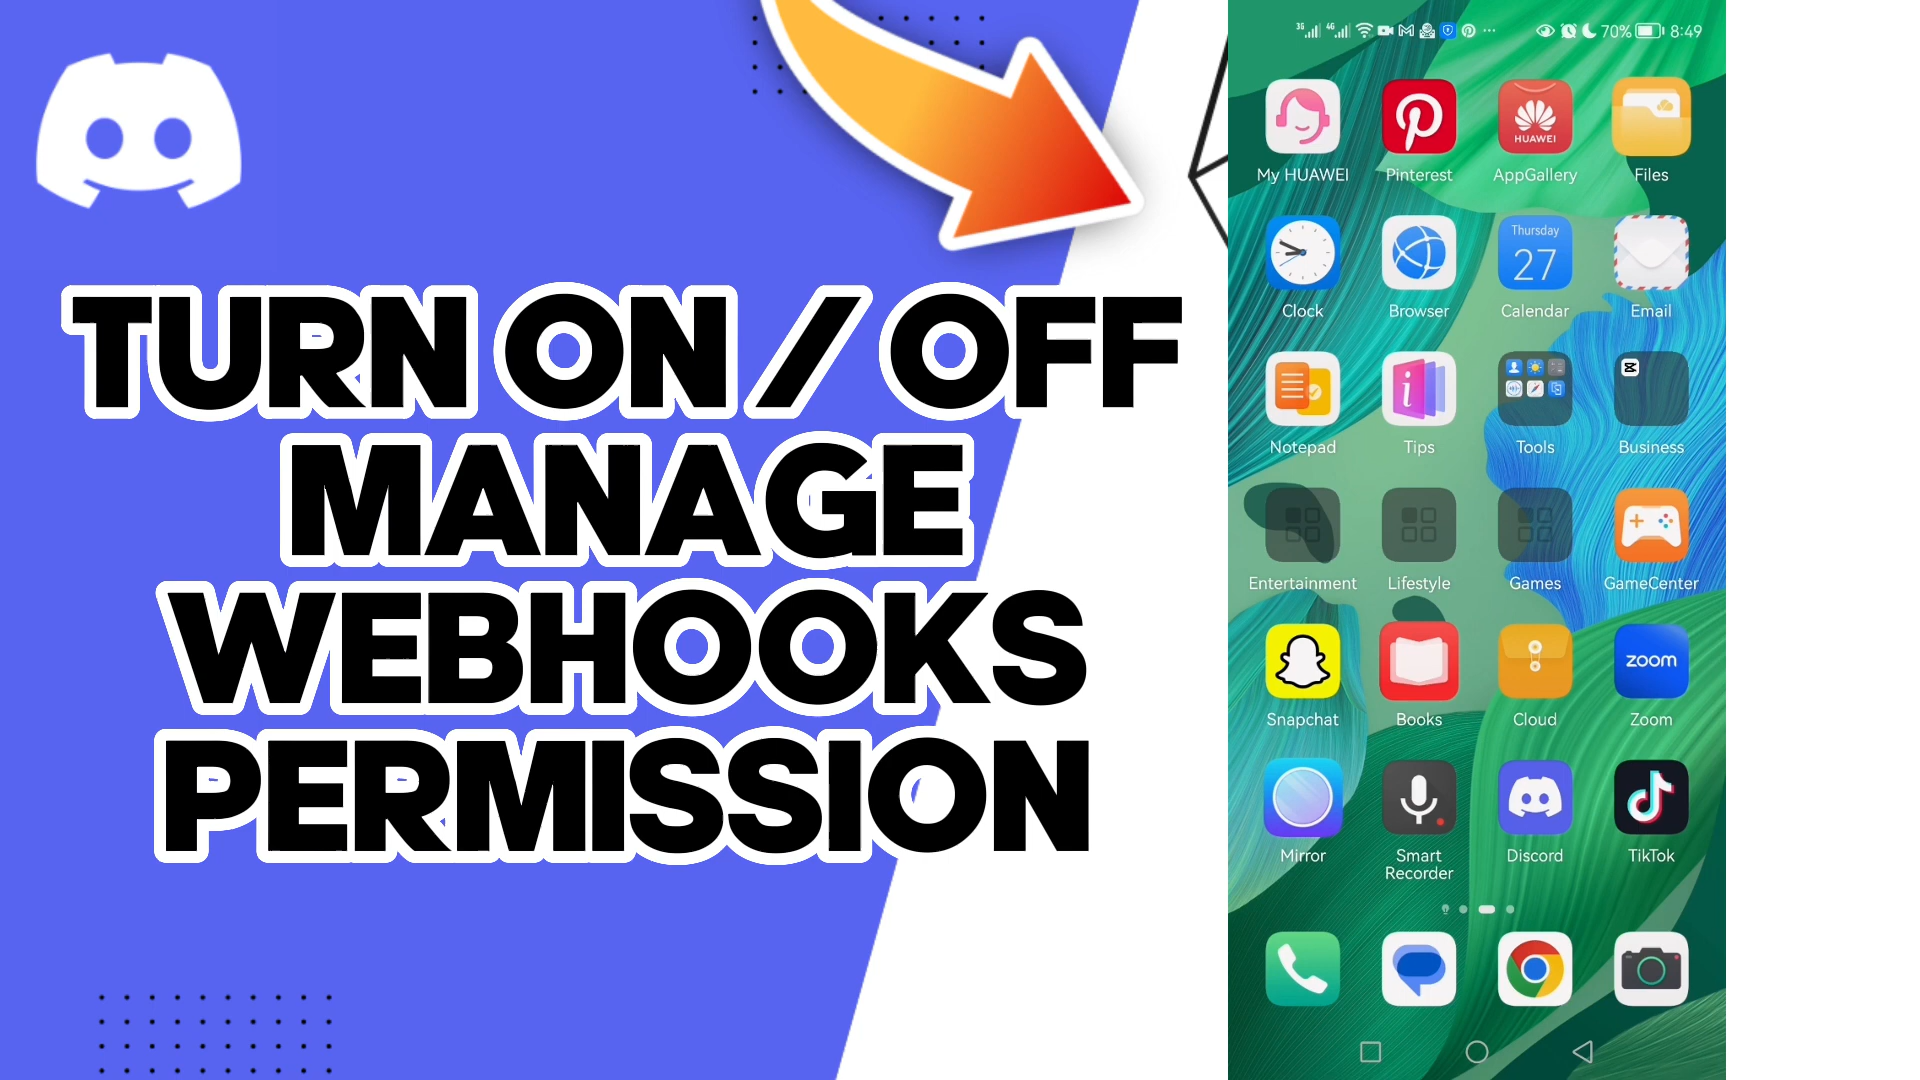 TURN ON / OFF
MANAGE
WEBHOOKS
PERMISSION
3G 4G 70% 8:49
My HUAWEI Pinterest AppGallery Files
HUAWEI
Thursday
27
Clock Browser Calendar Email
Notepad Tips Tools Business
Entertainment Lifestyle Games GameCenter
zoom
Snapchat Books Cloud Zoom
Mirror Smart Recorder Discord TikTok